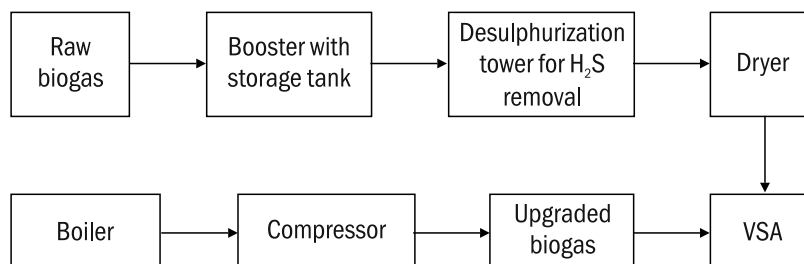 Raw
biogas
Booster with
storage tank
Desulphurization
tower for H₂S
removal
Dryer
Boiler
Compressor
Upgraded
biogas
VSA